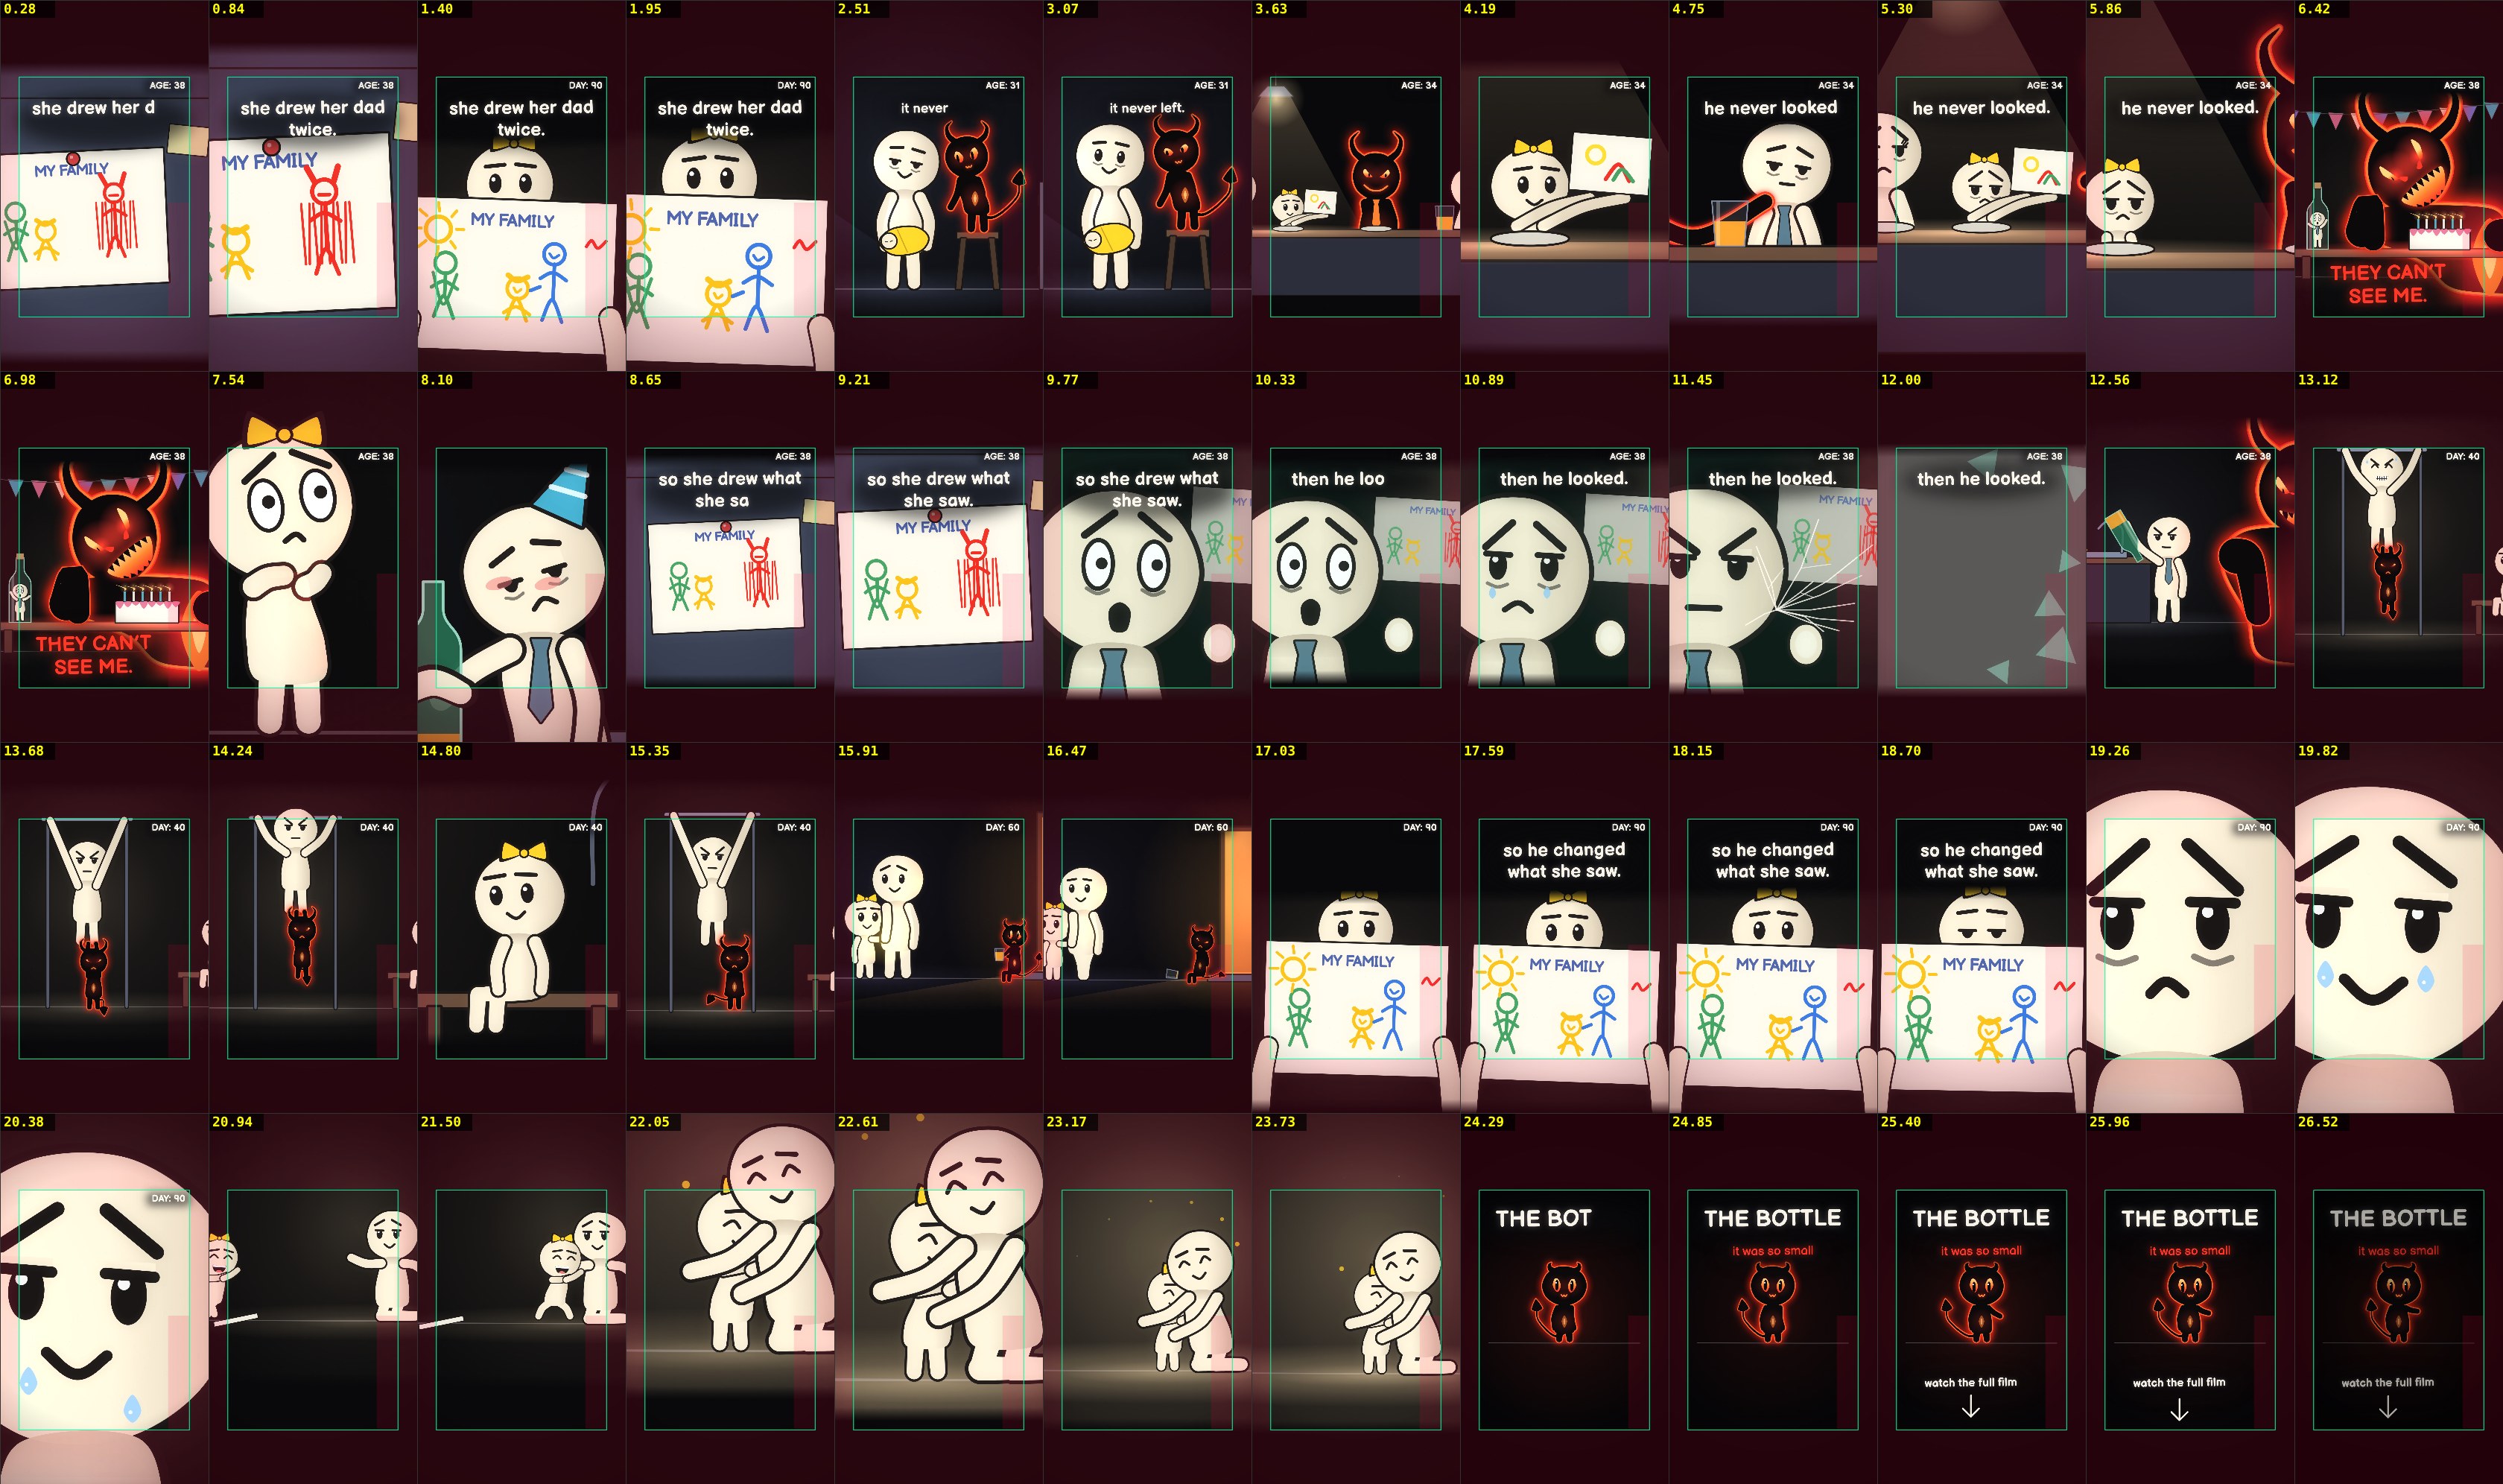 0.28
AGE: 38
she drew her d
MY FAMILY
0.84
AGE: 38
she drew her dad
twice.
MY FAMILY
1.40
DAY: 90
she drew her dad
twice.
MY FAMILY
1.95
DAY: 90
she drew her dad
twice.
MY FAMILY
2.51
AGE: 31
it never
3.07
AGE: 31
it never left.
3.63
AGE: 34
4.19
AGE: 34
4.75
AGE: 34
he never looked
5.30
AGE: 34
he never looked.
5.86
AGE: 34
he never looked.
6.42
AGE: 38
THEY CAN'T
SEE ME.
6.98
AGE: 38
THEY CAN'T
SEE ME.
7.54
AGE: 38
8.10
8.65
AGE: 38
so she drew what
she sa
MY FAMILY
9.21
AGE: 38
so she drew what
she saw.
MY FAMILY
9.77
AGE: 38
so she drew what
she saw.
MY
10.33
AGE: 38
then he loo
MY FAMILY
10.89
AGE: 38
then he looked.
MY FAMILY
11.45
AGE: 38
then he looked.
MY FAMILY
12.00
AGE: 38
then he looked.
12.56
AGE: 38
13.12
DAY: 40
13.68
DAY: 40
14.24
DAY: 40
14.80
DAY: 40
15.35
DAY: 40
15.91
DAY: 60
16.47
DAY: 60
17.03
DAY: 90
MY FAMILY
17.59
DAY: 90
so he changed
what she saw.
MY FAMILY
18.15
DAY: 90
so he changed
what she saw.
MY FAMILY
18.70
DAY: 90
so he changed
what she saw.
MY FAMILY
19.26
DAY: 90
19.82
DAY: 90
20.38
DAY: 90
20.94
21.50
22.05
22.61
23.17
23.73
24.29
THE BOT
24.85
THE BOTTLE
it was so small
25.40
THE BOTTLE
it was so small
watch the full film
25.96
THE BOTTLE
it was so small
watch the full film
26.52
THE BOTTLE
it was so small
watch the full film